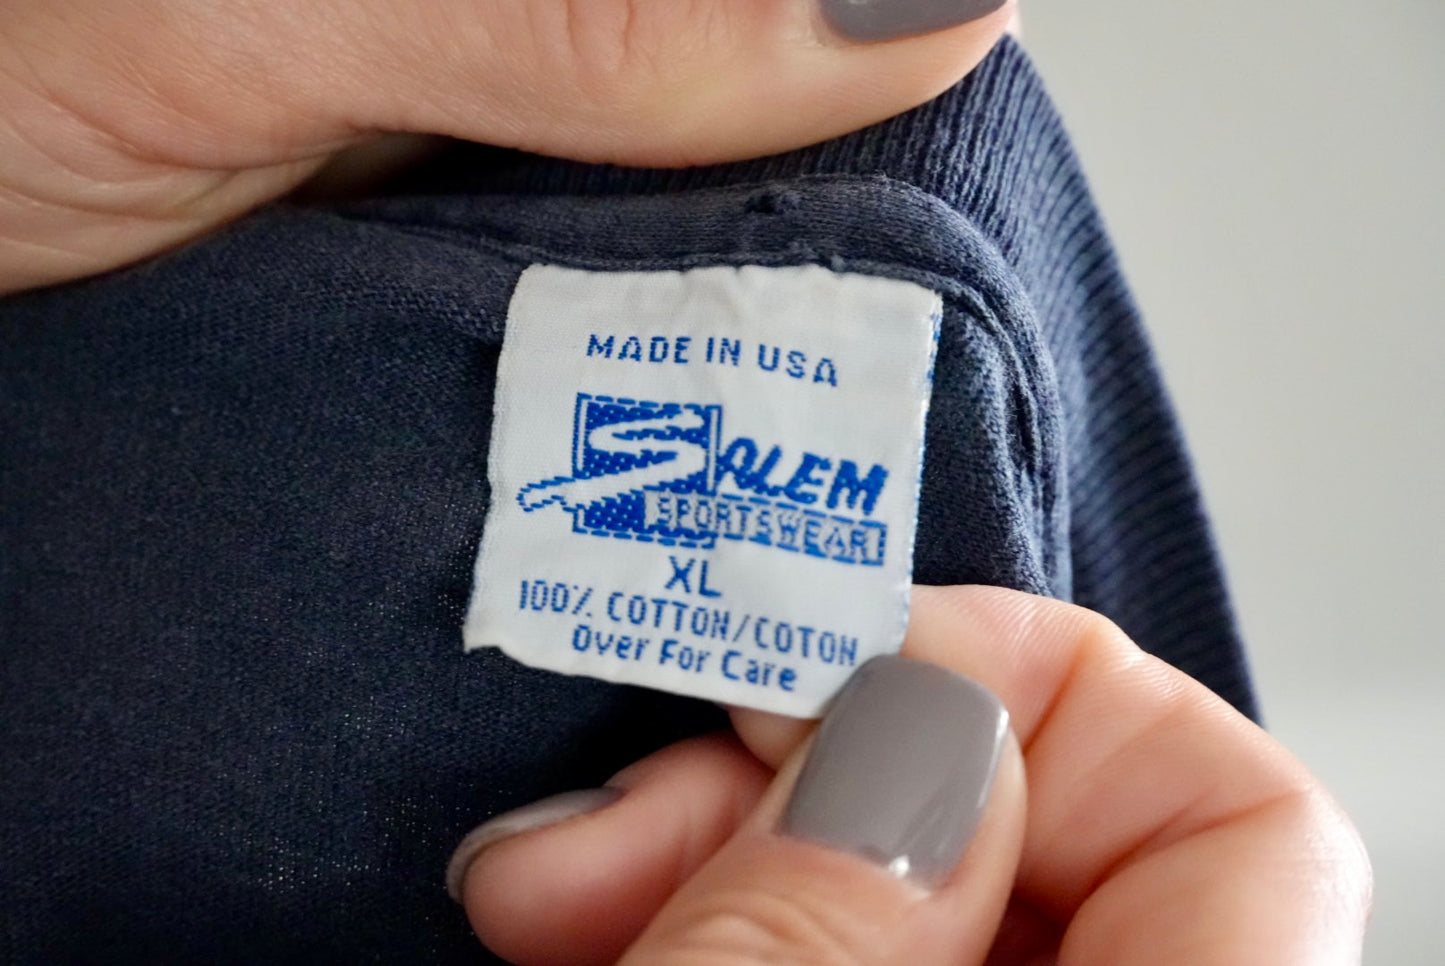 MADE IN USA
SALEM
SPORTSWEAR
XL
100% COTTON/COTON
Over For Care